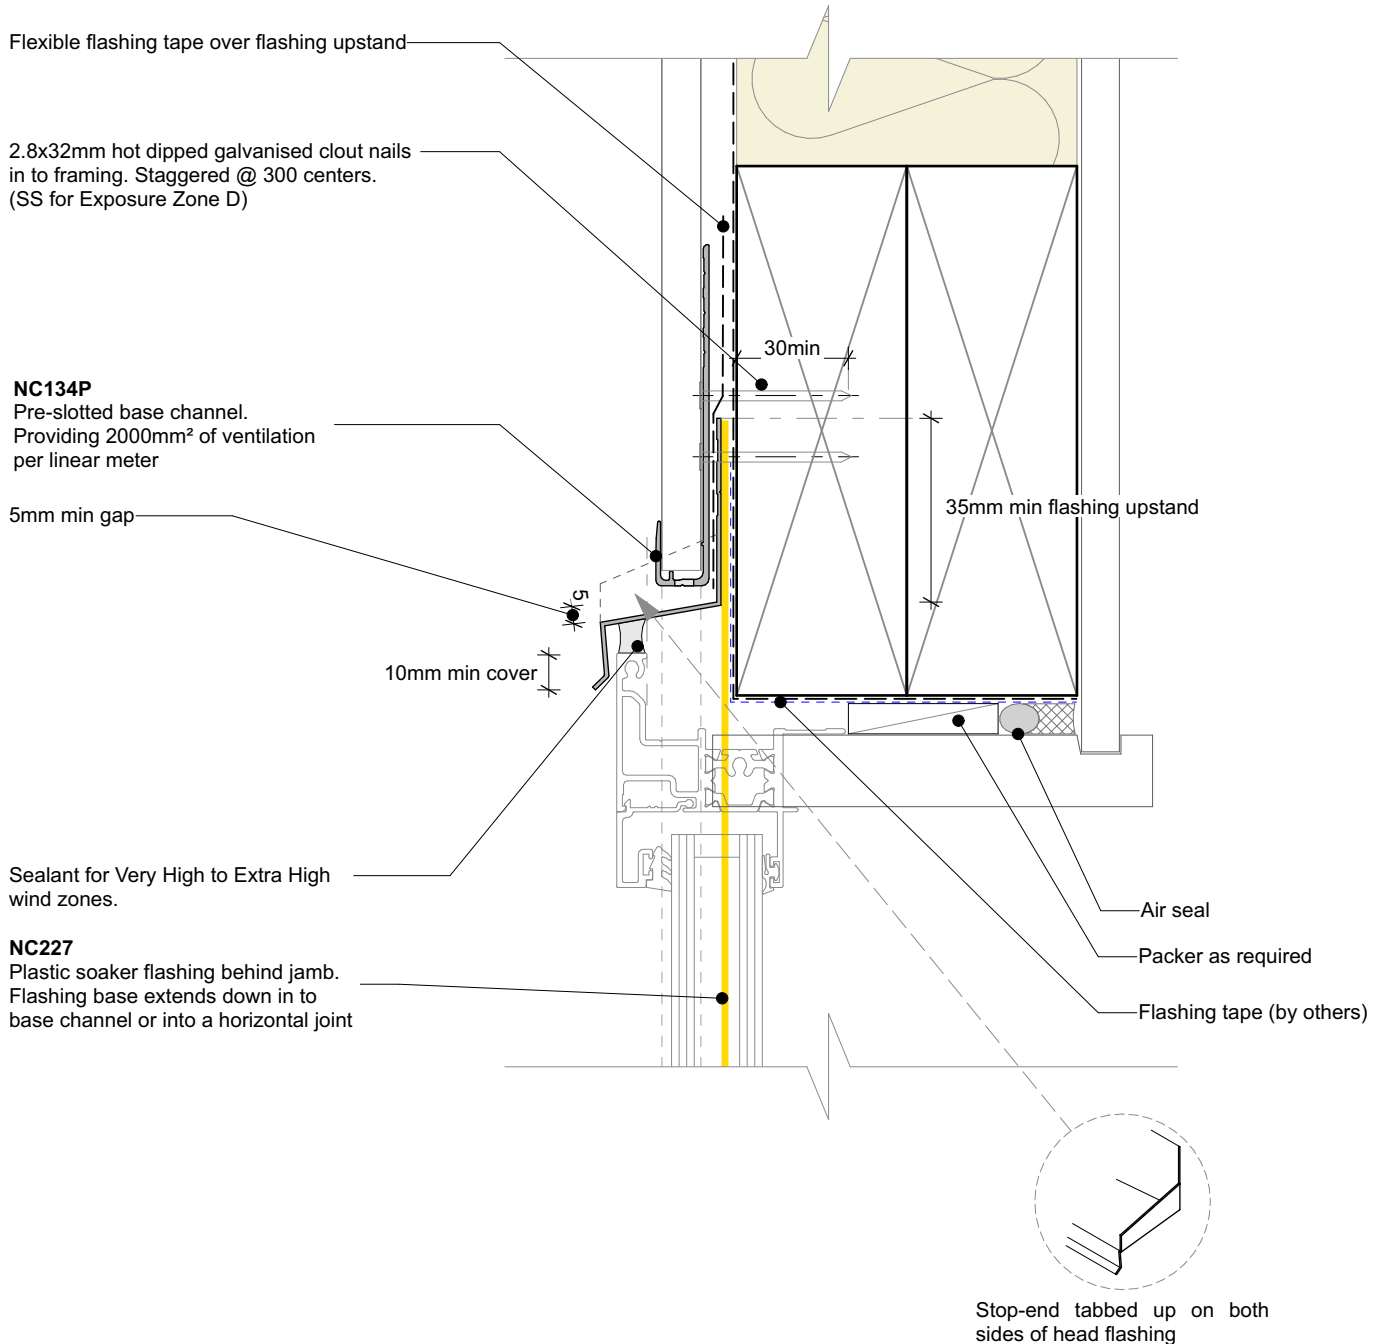 Flexible flashing tape over flashing upstand
2.8x32mm hot dipped galvanised clout nails
in to framing. Staggered @ 300 centers.
(SS for Exposure Zone D)
30min
NC134P
Pre-slotted base channel.
Providing 2000mm² of ventilation
per linear meter
35mm min flashing upstand
5mm min gap
5
10mm min cover
Sealant for Very High to Extra High
wind zones.
NC227
Plastic soaker flashing behind jamb.
Flashing base extends down in to
base channel or into a horizontal joint
Air seal
Packer as required
Flashing tape (by others)
Stop-end tabbed up on both
sides of head flashing